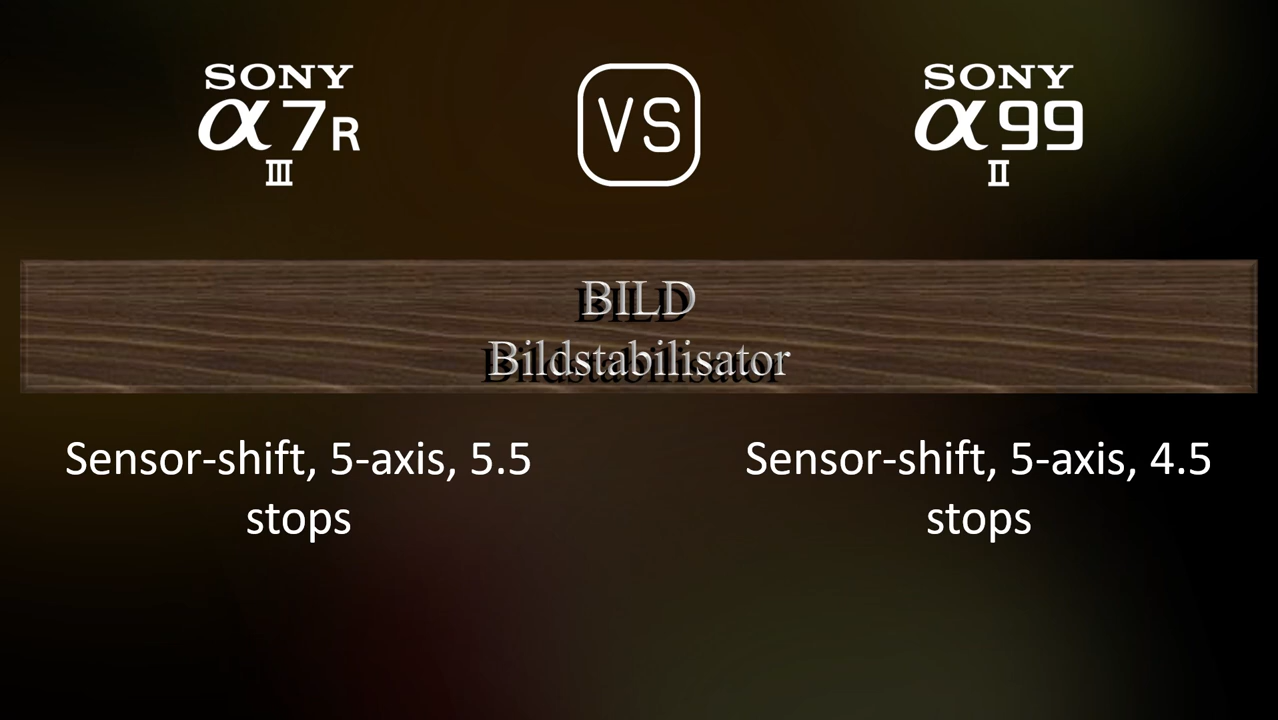 SONY
α7R
III
VS
SONY
α99
II
BILD
Bildstabilisator
Sensor-shift, 5-axis, 5.5
stops
Sensor-shift, 5-axis, 4.5
stops